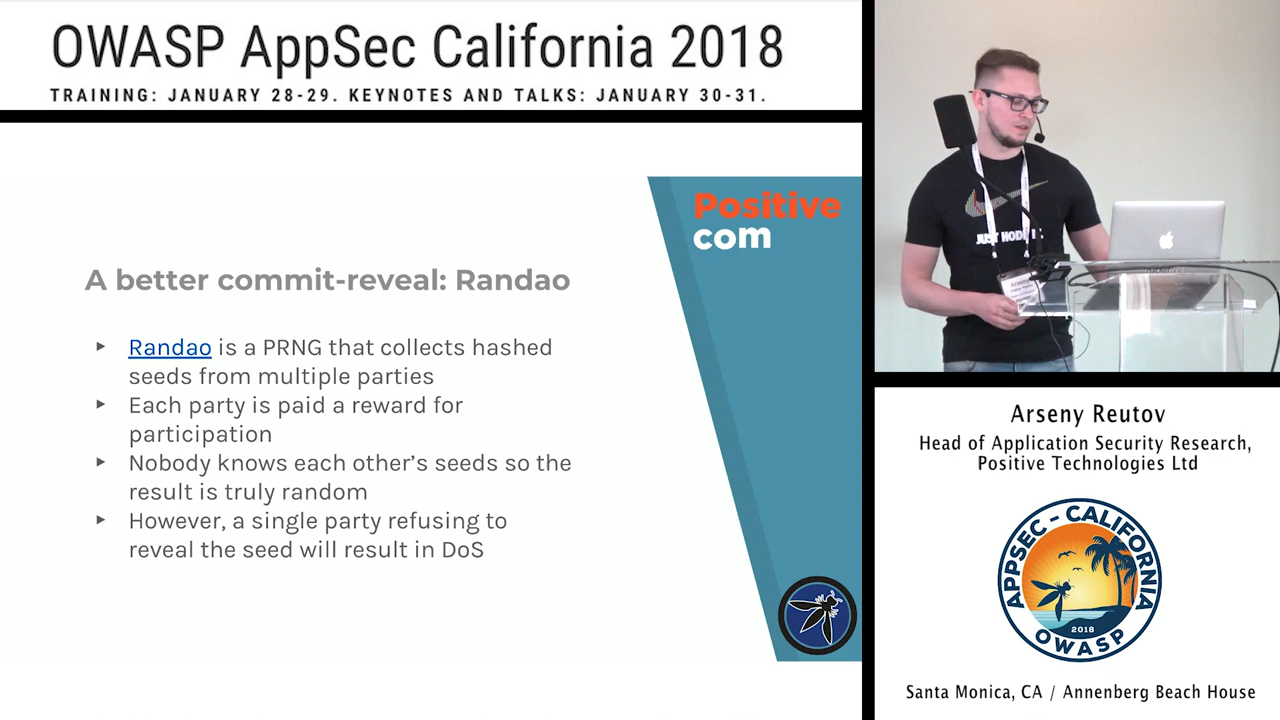 OWASP AppSec California 2018
TRAINING: JANUARY 28-29. KEYNOTES AND TALKS: JANUARY 30-31.
Positive
com
A better commit-reveal: Randao
Randao is a PRNG that collects hashed
seeds from multiple parties
Each party is paid a reward for
participation
Nobody knows each other's seeds so the
result is truly random
However, a single party refusing to
reveal the seed will result in DoS
JUST
Arseny Reutov
Head of Application Security Research,
Positive Technologies Ltd
APPSEC - CALIFORNIA
2018
OWASP
Santa Monica, CA / Annenberg Beach House